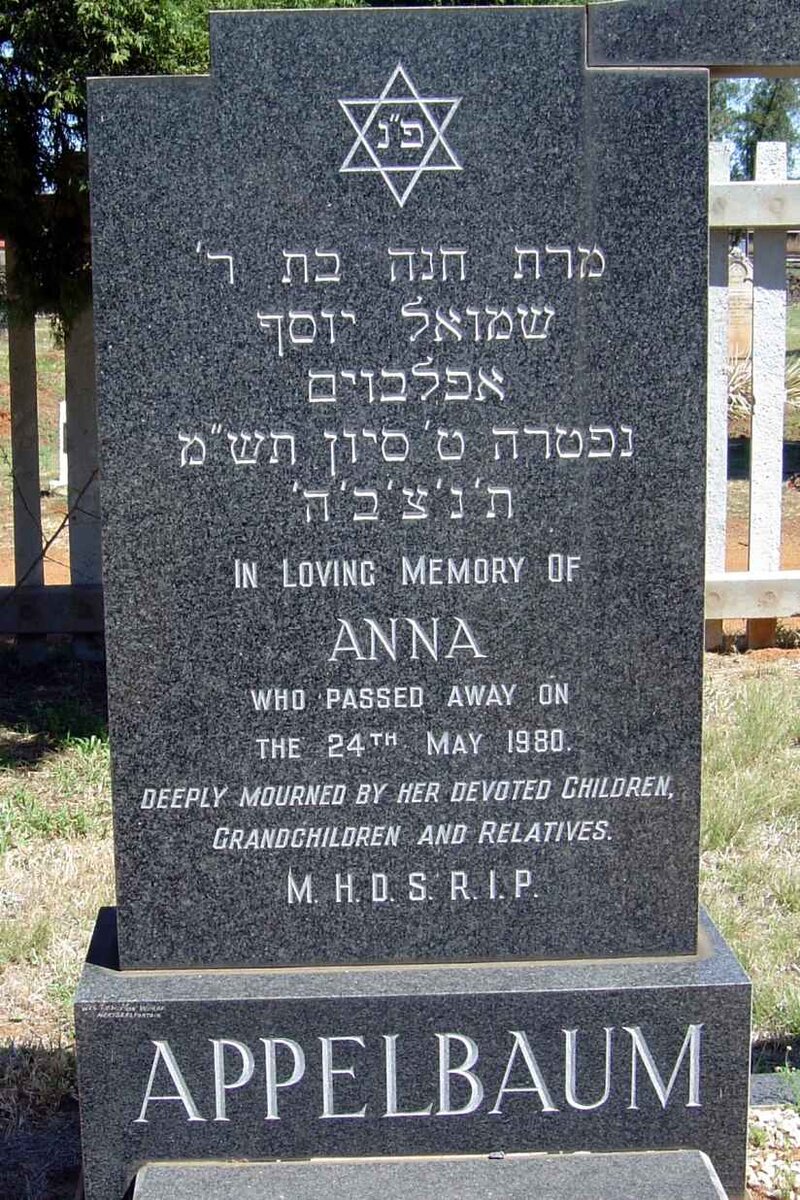 פ"נ
מרת חנה בת ר'
שמואל יוסף
אפלבוים
נפטרה ט' סיון תש"מ
ת'נ'צ'ב'ה'
IN LOVING MEMORY OF
ANNA
WHO PASSED AWAY ON
THE 24TH MAY 1980.
DEEPLY MOURNED BY HER DEVOTED CHILDREN,
GRANDCHILDREN AND RELATIVES.
M. H. D. S. R. I. P.
APPELBAUM